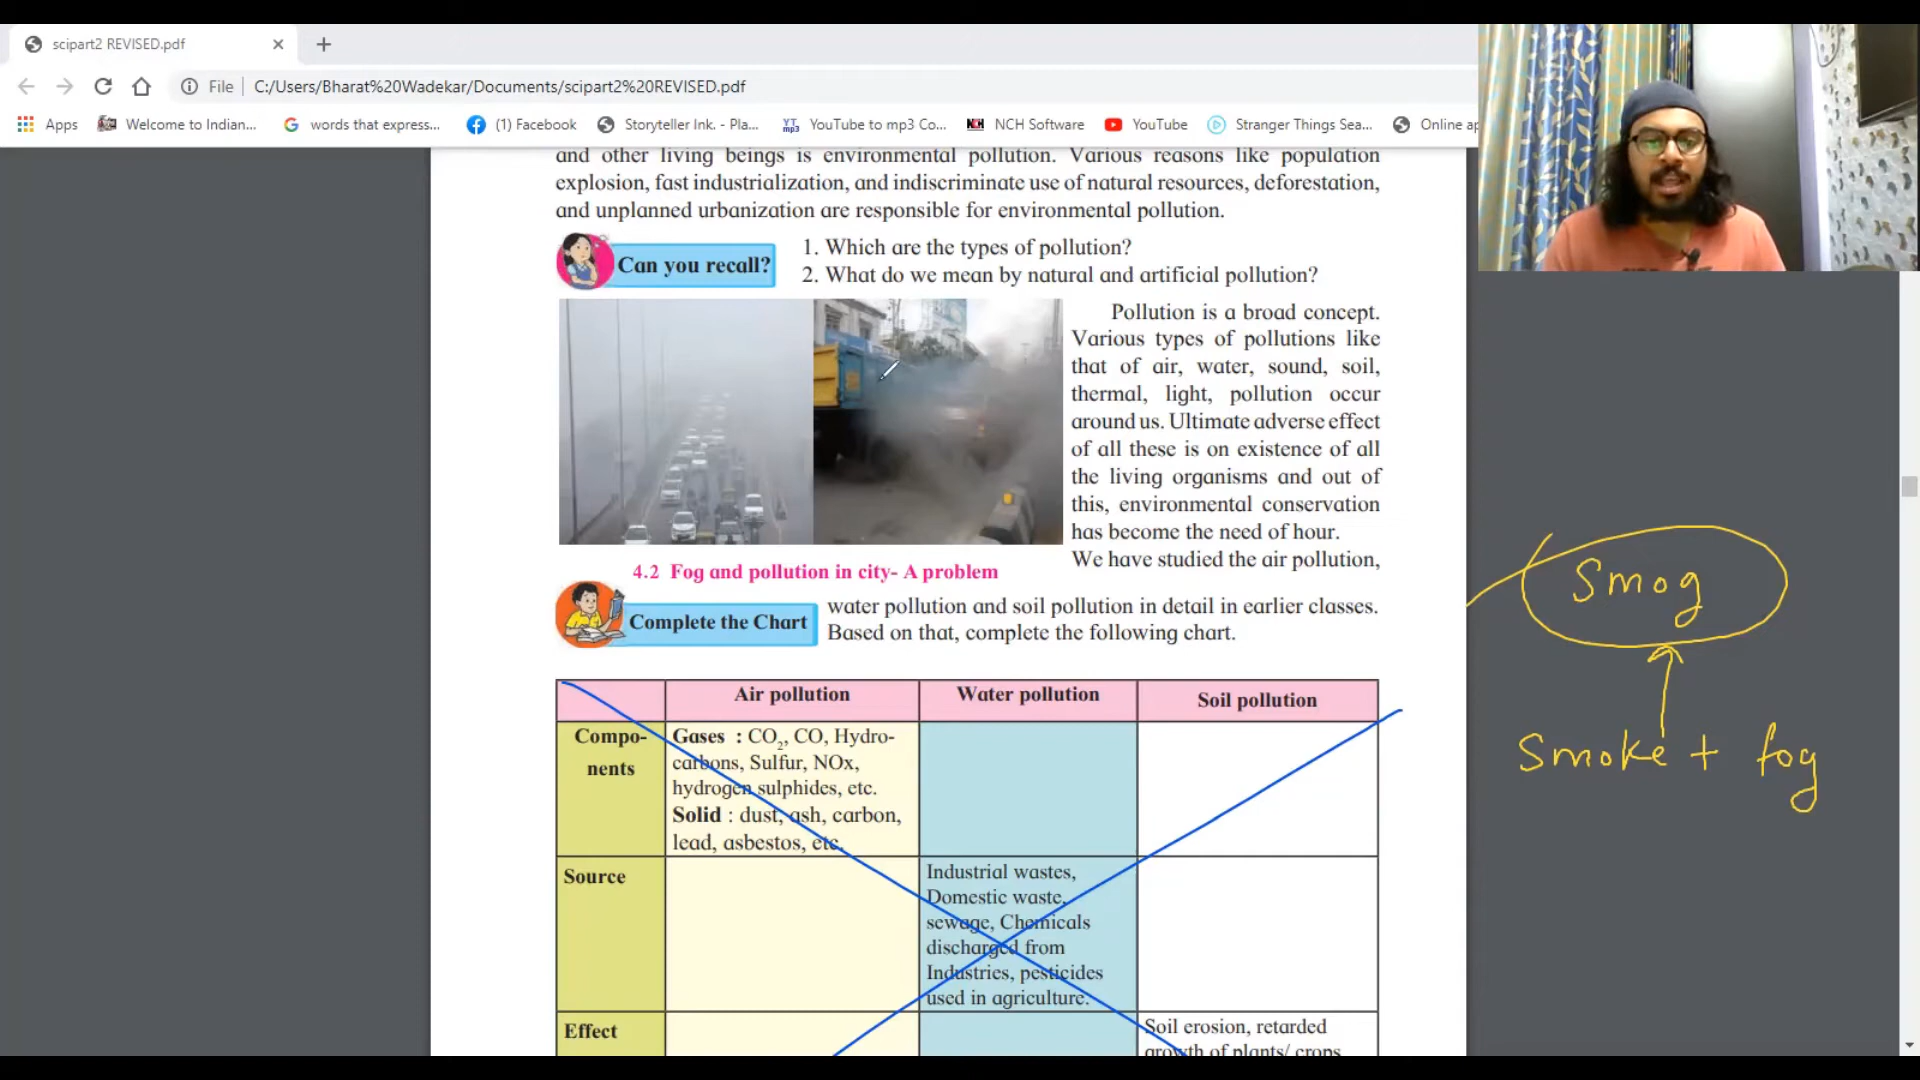 scipart2 REVISED.pdf
File
C:/Users/Bharat%20Wadekar/Documents/scipart2%20REVISED.pdf
Apps
Welcome to Indian...
words that express...
(1) Facebook
Storyteller Ink. - Pla...
YouTube to mp3 Co...
NCH Software
YouTube
Stranger Things Sea...
Online ap
and other living beings is environmental pollution. Various reasons like population
explosion, fast industrialization, and indiscriminate use of natural resources, deforestation,
and unplanned urbanization are responsible for environmental pollution.
Can you recall?
1. Which are the types of pollution?
2. What do we mean by natural and artificial pollution?
Pollution is a broad concept.
Various types of pollutions like
that of air, water, sound, soil,
thermal, light, pollution occur
around us. Ultimate adverse effect
of all these is on existence of all
the living organisms and out of
this, environmental conservation
has become the need of hour.
We have studied the air pollution,
4.2 Fog and pollution in city- A problem
Complete the Chart
water pollution and soil pollution in detail in earlier classes.
Based on that, complete the following chart.
Air pollution
Water pollution
Soil pollution
Compo-
nents
Gases : CO2, CO, Hydro-
carbons, Sulfur, NOx,
hydrogen sulphides, etc.
Solid : dust, ash, carbon,
lead, asbestos, etc.
Source
Industrial wastes,
Domestic waste,
sewage, Chemicals
discharged from
Industries, pesticides
used in agriculture.
Effect
Soil erosion, retarded
growth of plants/ crops
Smog
Smoke + fog